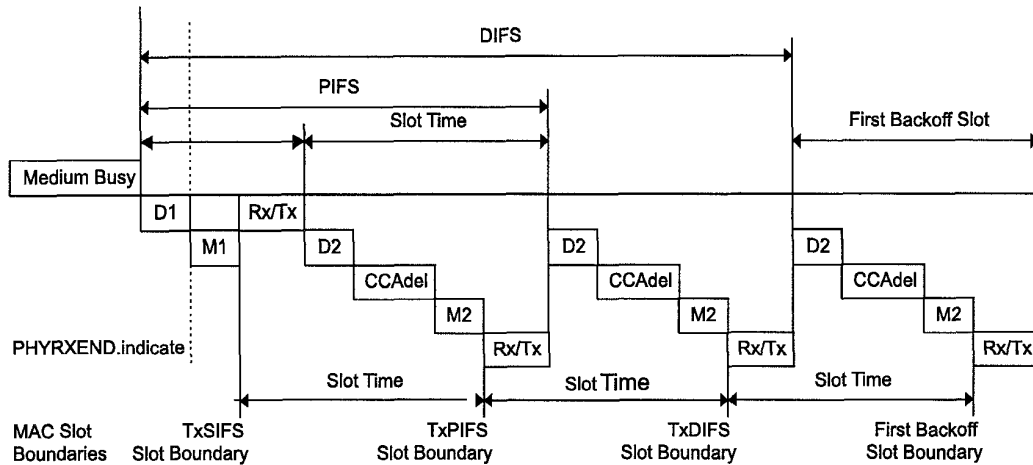 DIFS
PIFS
Slot Time
First Backoff Slot
Medium Busy
D1
Rx/Tx
M1
D2
D2
D2
CCAdel
CCAdel
CCAdel
M2
M2
M2
PHYRXEND.indicate
Rx/Tx
Rx/Tx
Rx/Tx
Slot Time
Slot Time
Slot Time
MAC Slot
Boundaries
TxSIFS
Slot Boundary
TxPIFS
Slot Boundary
TxDIFS
Slot Boundary
First Backoff
Slot Boundary